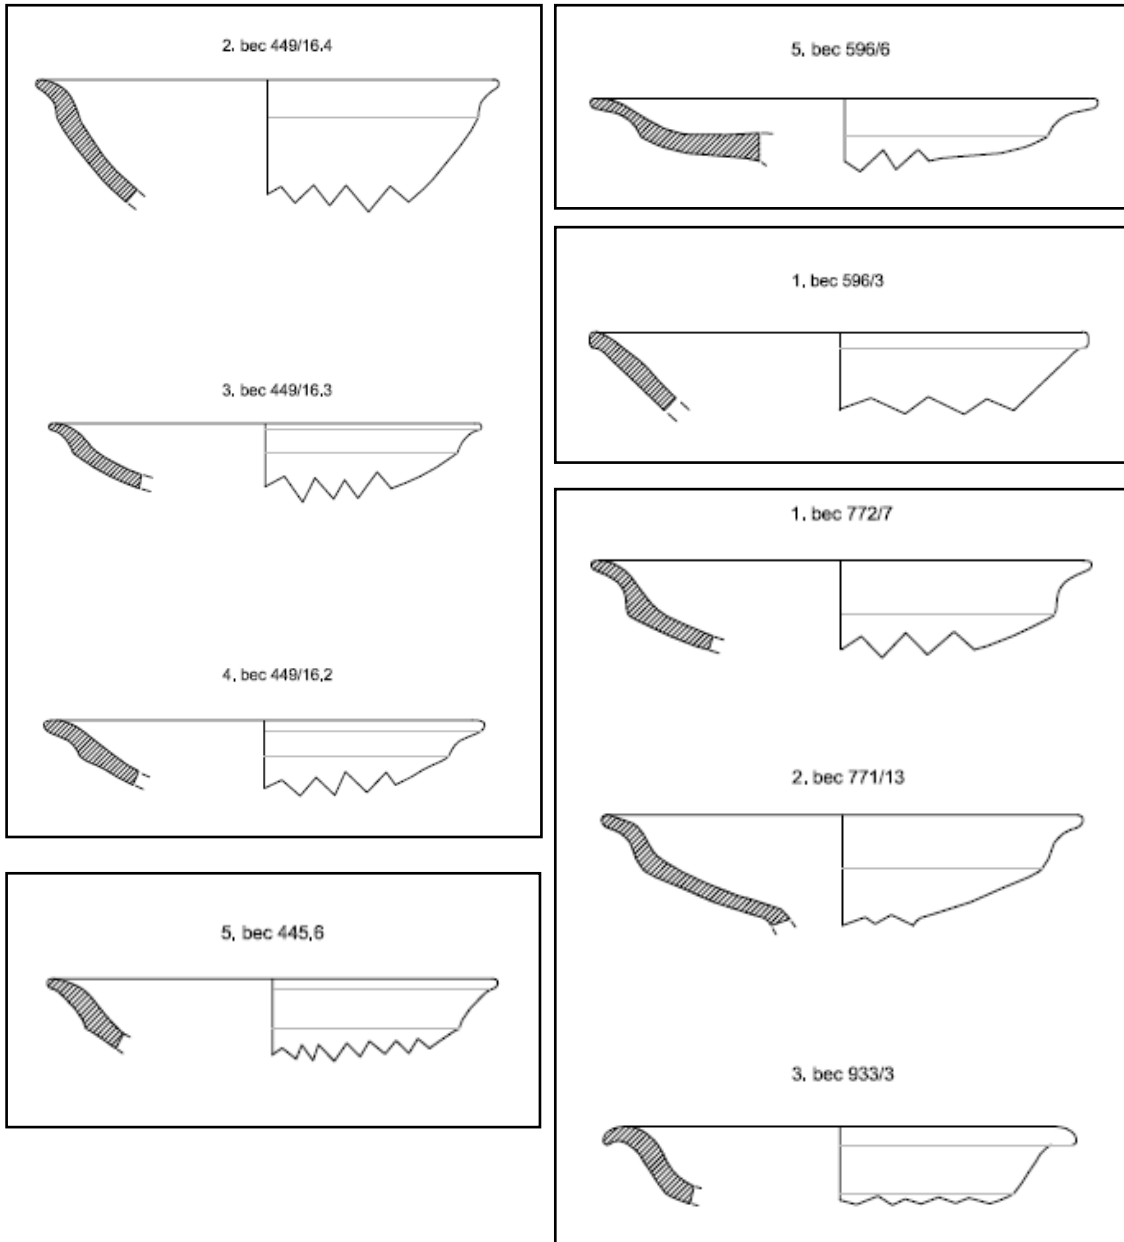 2. bec 449/16.4
3. bec 449/16.3
4. bec 449/16.2
5. bec 445.6
5. bec 596/6
1. bec 596/3
1. bec 772/7
2. bec 771/13
3. bec 933/3